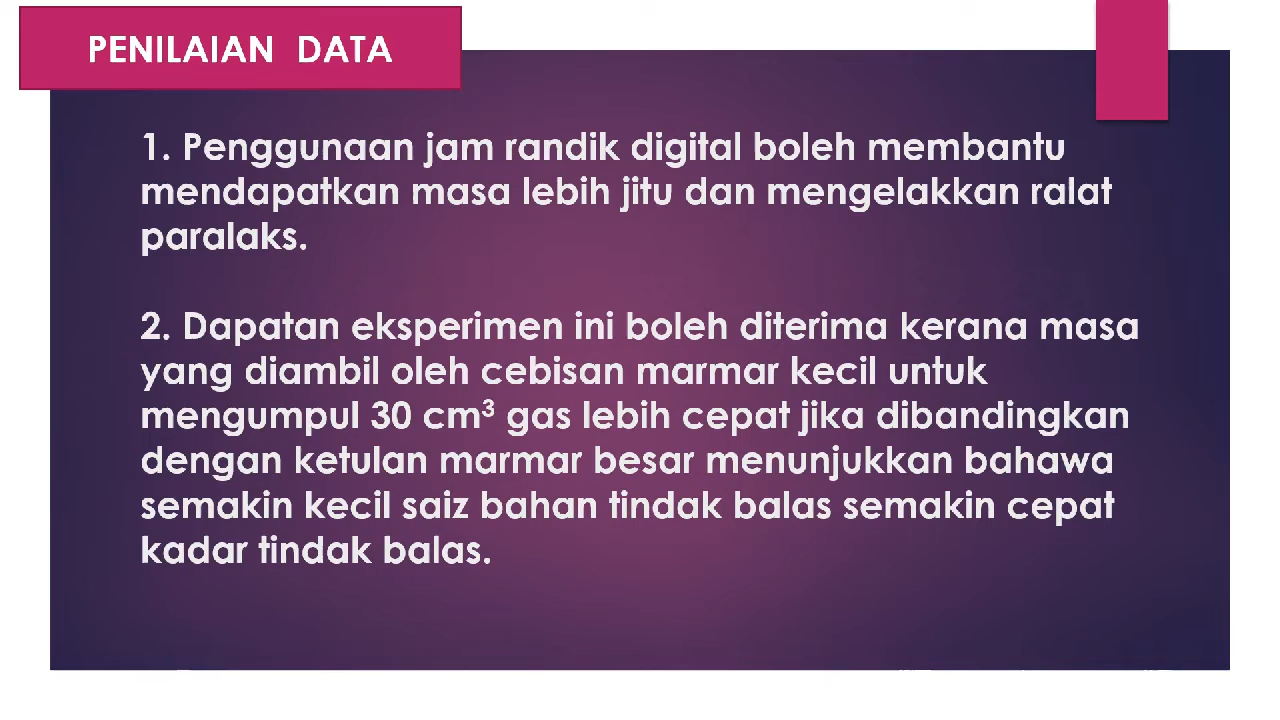 PENILAIAN DATA
1. Penggunaan jam randik digital boleh membantu
mendapatkan masa lebih jitu dan mengelakkan ralat
paralaks.
2. Dapatan eksperimen ini boleh diterima kerana masa
yang diambil oleh cebisan marmar kecil untuk
mengumpul 30 cm³ gas lebih cepat jika dibandingkan
dengan ketulan marmar besar menunjukkan bahawa
semakin kecil saiz bahan tindak balas semakin cepat
kadar tindak balas.